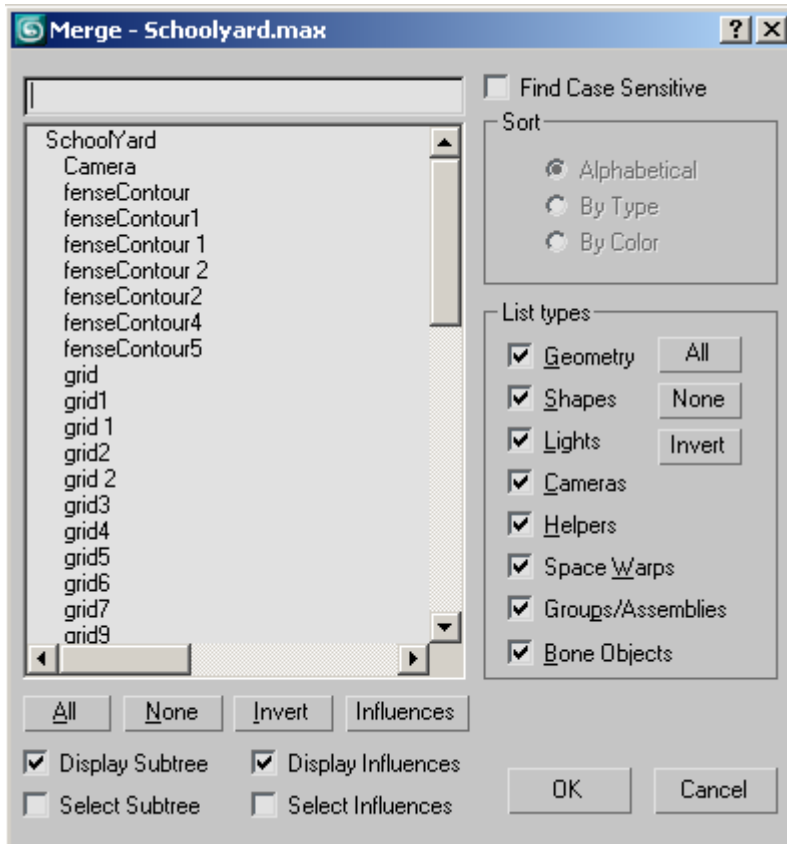 Merge - Schoolyard.max
Find Case Sensitive
SchoolYard
Camera
fenseContour
fenseContour1
fenseContour 1
fenseContour 2
fenseContour2
fenseContour4
fenseContour5
grid
grid1
grid 1
grid2
grid 2
grid3
grid4
grid5
grid6
grid7
grid9
Sort
Alphabetical
By Type
By Color
List types
Geometry
All
Shapes
None
Lights
Invert
Cameras
Helpers
Space Warps
Groups/Assemblies
Bone Objects
All
None
Invert
Influences
Display Subtree
Display Influences
Select Subtree
Select Influences
OK
Cancel